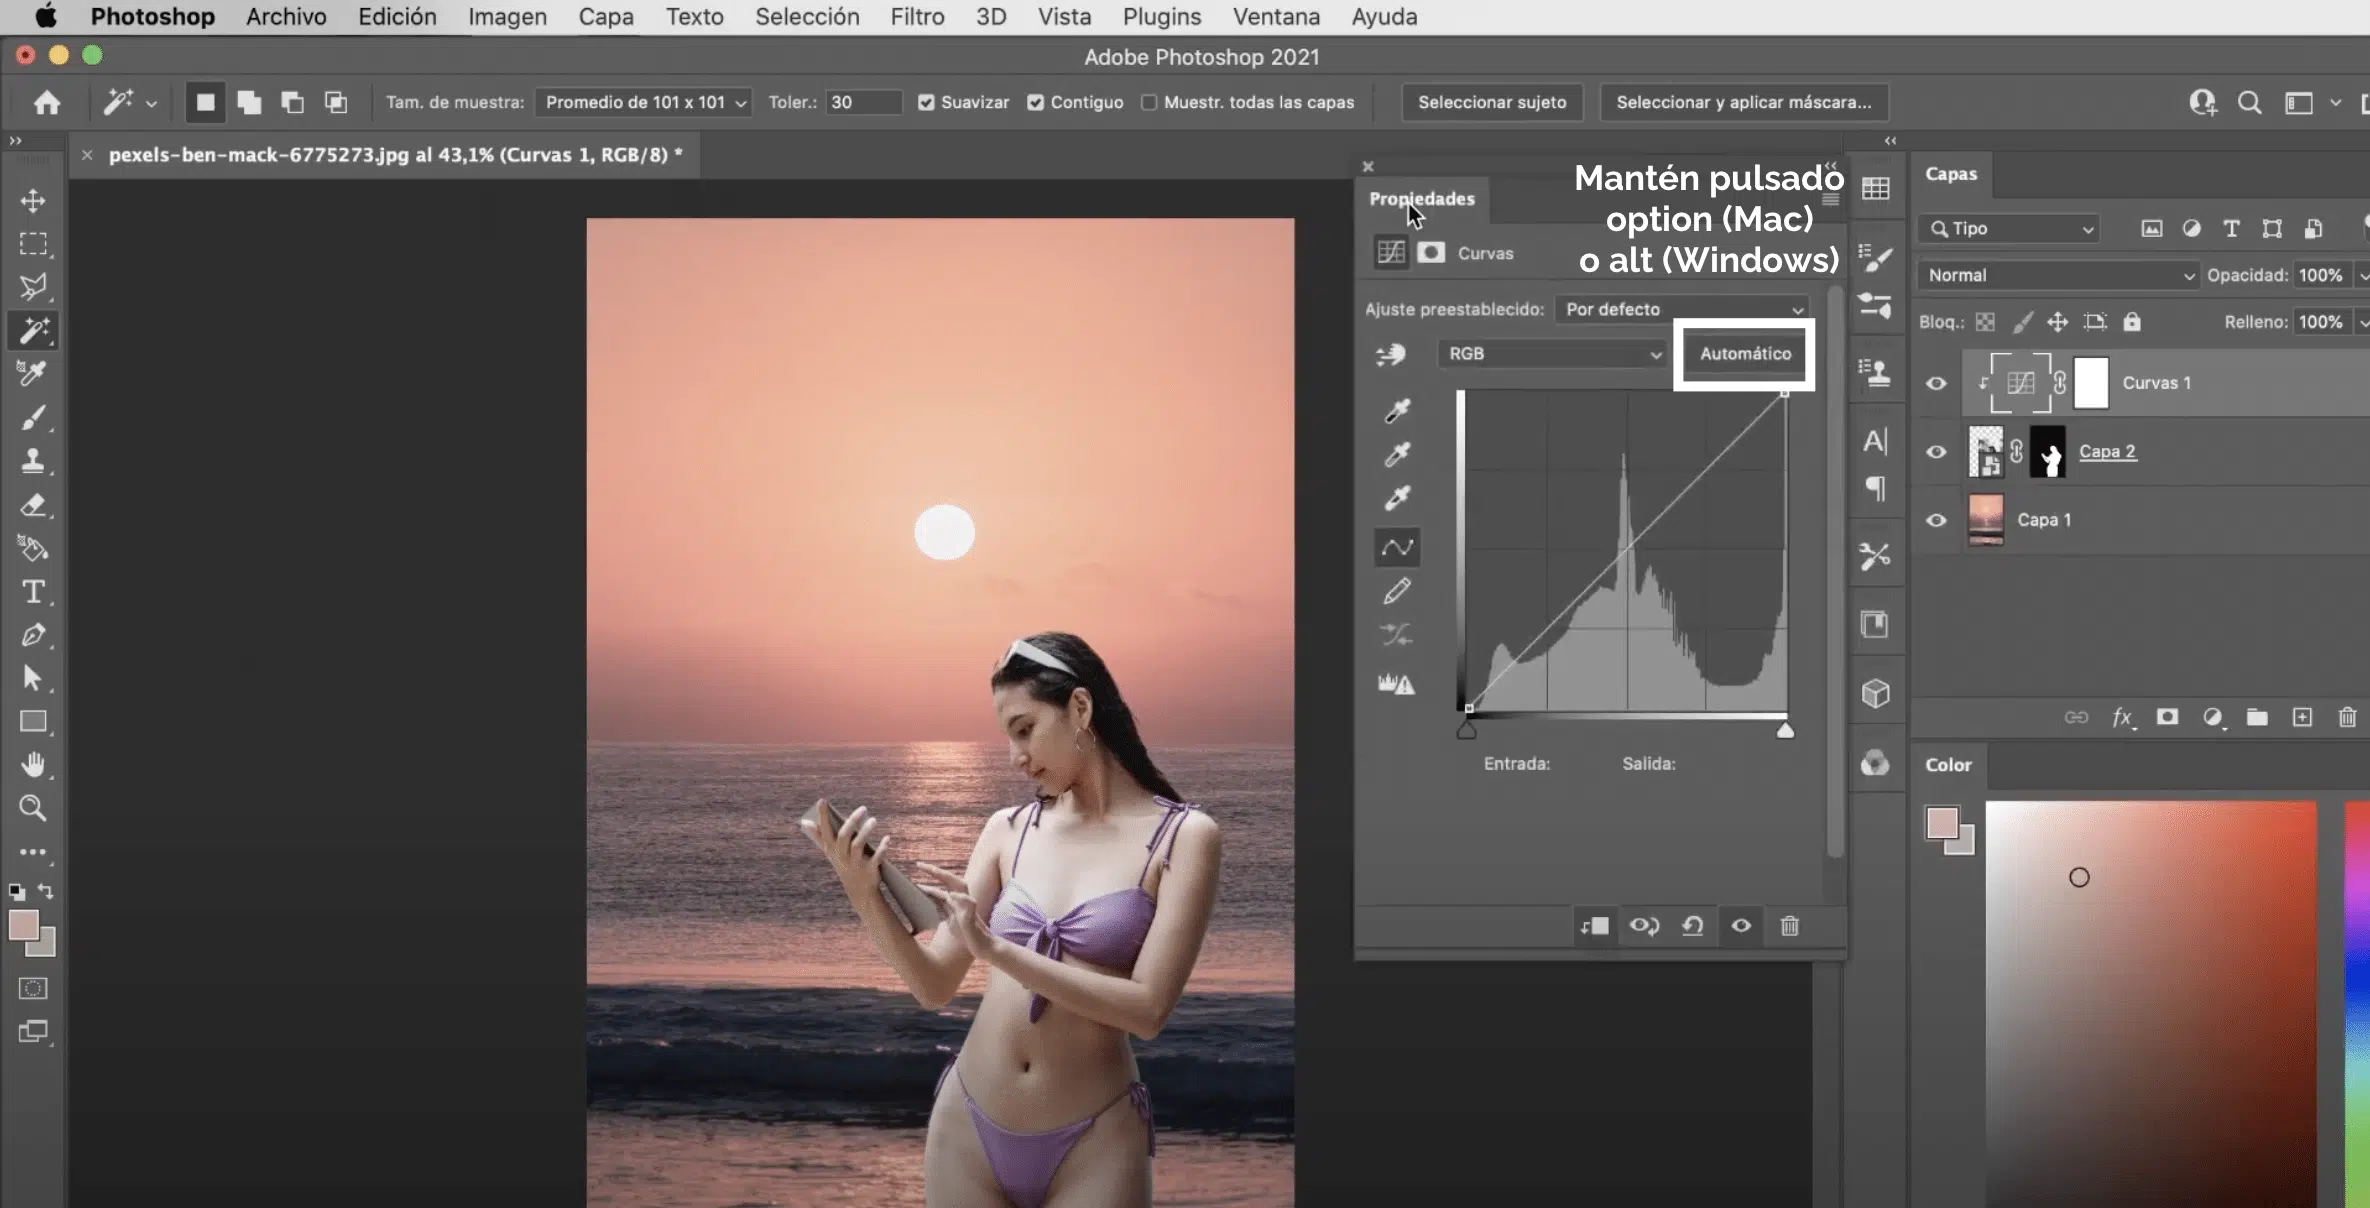 Photoshop Archivo Edición Imagen Capa Texto Selección Filtro 3D Vista Plugins Ventana Ayuda
Adobe Photoshop 2021
Tam. de muestra: Promedio de 101 x 101 Toler.: 30 Suavizar Contiguo Muestr. todas las capas Seleccionar sujeto Seleccionar y aplicar máscara...
pexels-ben-mack-6775273.jpg al 43,1% (Curvas 1, RGB/8) *
Mantén pulsado
option (Mac)
o alt (Windows)
Propiedades
Curvas
Ajuste preestablecido: Por defecto
RGB Automático
Entrada: Salida:
Capas
Tipo
Normal Opacidad: 100%
Bloq.: Relleno: 100%
Curvas 1
Capa 2
Capa 1
fx
Color